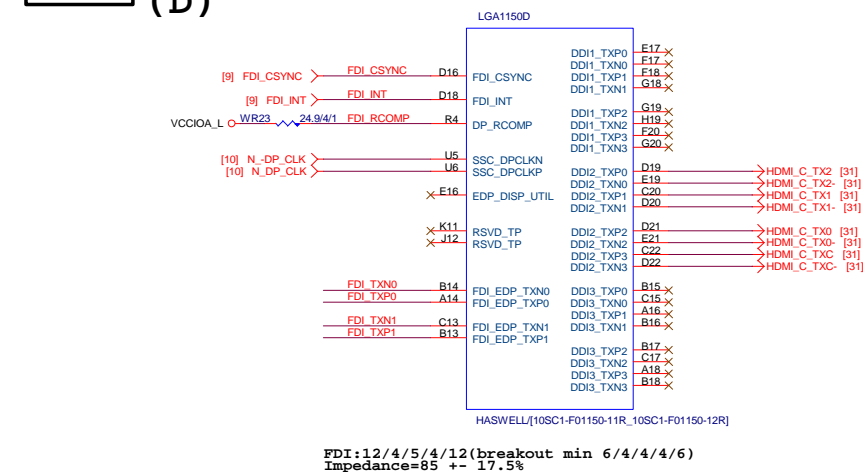 (D)
LGA1150D
[9] FDI_CSYNC FDI_CSYNC D16 FDI_CSYNC
[9] FDI_INT FDI_INT D18 FDI_INT
VCCIOA_L WR23 24.9/4/1 FDI_RCOMP R4 DP_RCOMP
[10] N_-DP_CLK U5 SSC_DPCLKN
[10] N_DP_CLK U6 SSC_DPCLKP
E16 EDP_DISP_UTIL
K11 RSVD_TP
J12 RSVD_TP
FDI_TXN0 B14 FDI_EDP_TXN0
FDI_TXP0 A14 FDI_EDP_TXP0
FDI_TXN1 C13 FDI_EDP_TXN1
FDI_TXP1 B13 FDI_EDP_TXP1
DDI1_TXP0 E17
DDI1_TXN0 F17
DDI1_TXP1 F18
DDI1_TXN1 G18
DDI1_TXP2 G19
DDI1_TXN2 H19
DDI1_TXP3 F20
DDI1_TXN3 G20
DDI2_TXP0 D19 HDMI_C_TX2 [31]
DDI2_TXN0 E19 HDMI_C_TX2- [31]
DDI2_TXP1 C20 HDMI_C_TX1 [31]
DDI2_TXN1 D20 HDMI_C_TX1- [31]
DDI2_TXP2 D21 HDMI_C_TX0 [31]
DDI2_TXN2 E21 HDMI_C_TX0- [31]
DDI2_TXP3 C22 HDMI_C_TXC [31]
DDI2_TXN3 D22 HDMI_C_TXC- [31]
DDI3_TXP0 B15
DDI3_TXN0 C15
DDI3_TXP1 A16
DDI3_TXN1 B16
DDI3_TXP2 B17
DDI3_TXN2 C17
DDI3_TXP3 A18
DDI3_TXN3 B18
HASWELL/[10SC1-F01150-11R_10SC1-F01150-12R]
FDI:12/4/5/4/12(breakout min 6/4/4/4/6)
Impedance=85 +- 17.5%